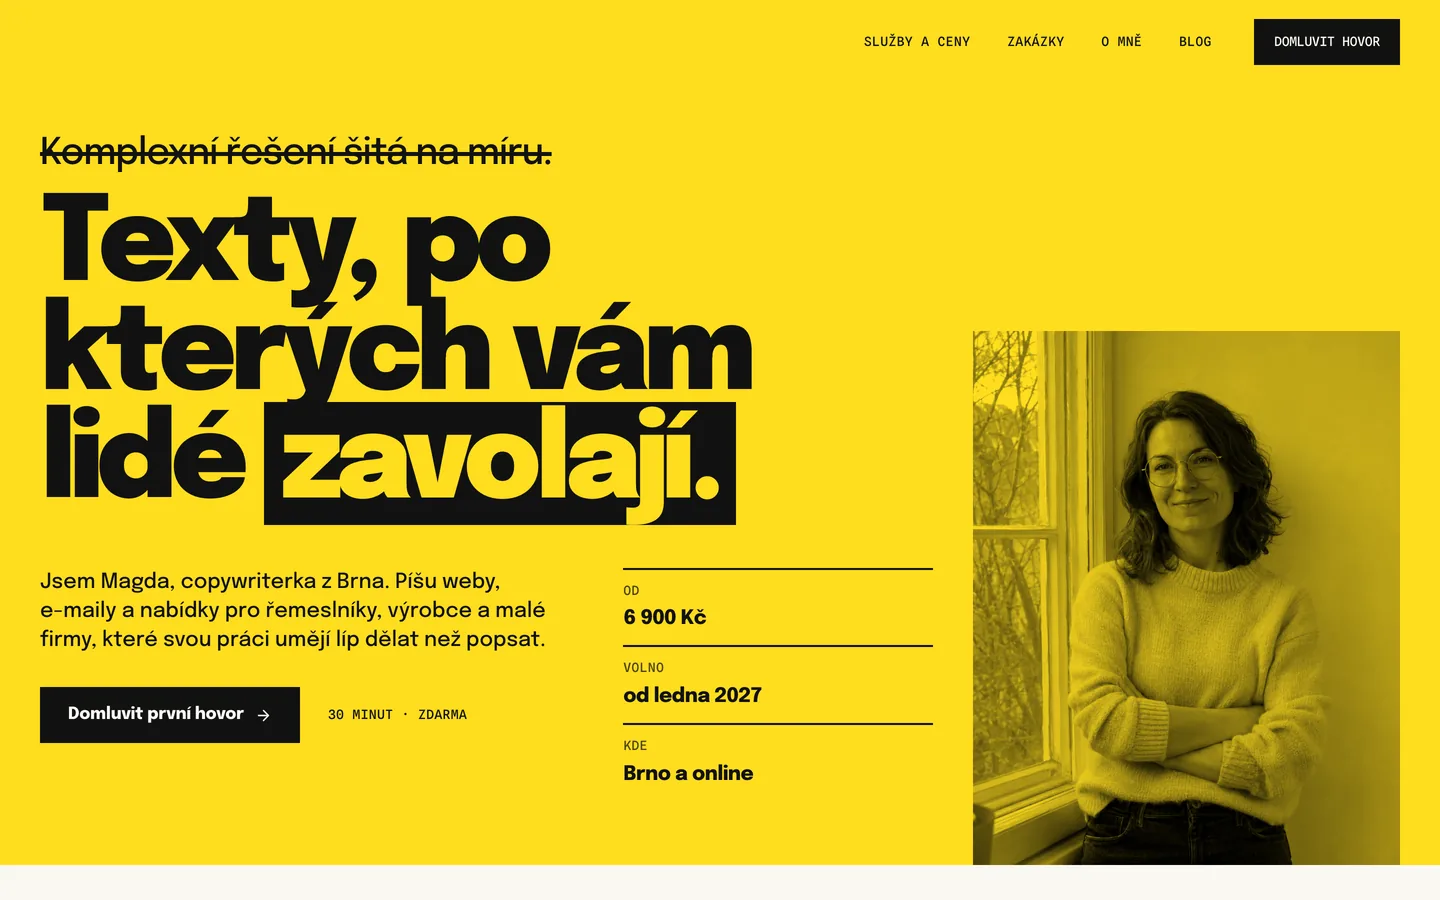 SLUŽBY A CENY
ZAKÁZKY
O MNĚ
BLOG
DOMLUVIT HOVOR
Komplexní řešení šitá na míru.
Texty, po
kterých vám
lidé zavolají.
Jsem Magda, copywriterka z Brna. Píšu weby,
e-maily a nabídky pro řemeslníky, výrobce a malé
firmy, které svou práci umějí líp dělat než popsat.
Domluvit první hovor →
30 MINUT · ZDARMA
OD
6 900 Kč
VOLNO
od ledna 2027
KDE
Brno a online